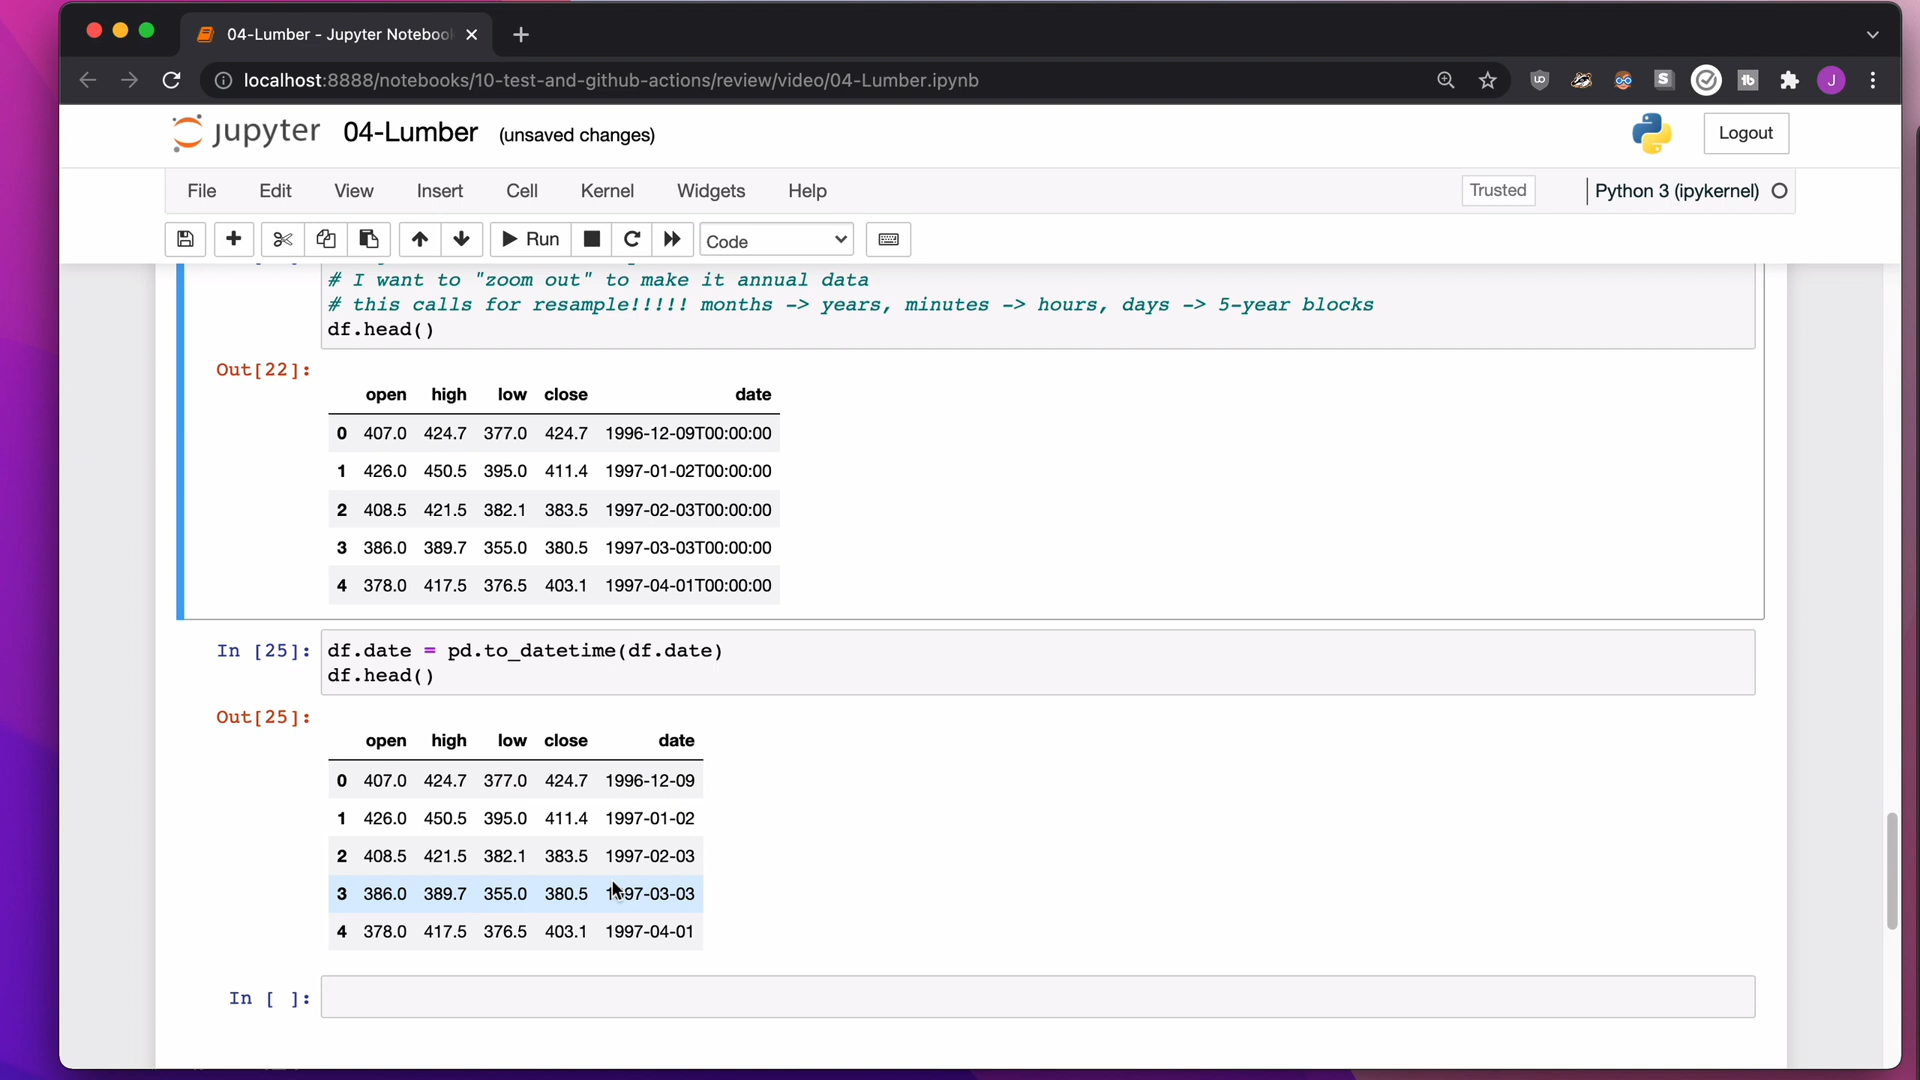 04-Lumber - Jupyter Noteboo
localhost:8888/notebooks/10-test-and-github-actions/review/video/04-Lumber.ipynb
J
jupyter 04-Lumber (unsaved changes) Logout
File Edit View Insert Cell Kernel Widgets Help Trusted Python 3 (ipykernel)
Run Code
# I want to "zoom out" to make it annual data
# this calls for resample!!!!! months -> years, minutes -> hours, days -> 5-year blocks
df.head()
Out[22]:
open high low close date
0 407.0 424.7 377.0 424.7 1996-12-09T00:00:00
1 426.0 450.5 395.0 411.4 1997-01-02T00:00:00
2 408.5 421.5 382.1 383.5 1997-02-03T00:00:00
3 386.0 389.7 355.0 380.5 1997-03-03T00:00:00
4 378.0 417.5 376.5 403.1 1997-04-01T00:00:00
In [25]: df.date = pd.to_datetime(df.date)
df.head()
Out[25]:
open high low close date
0 407.0 424.7 377.0 424.7 1996-12-09
1 426.0 450.5 395.0 411.4 1997-01-02
2 408.5 421.5 382.1 383.5 1997-02-03
3 386.0 389.7 355.0 380.5 1997-03-03
4 378.0 417.5 376.5 403.1 1997-04-01
In [ ]: